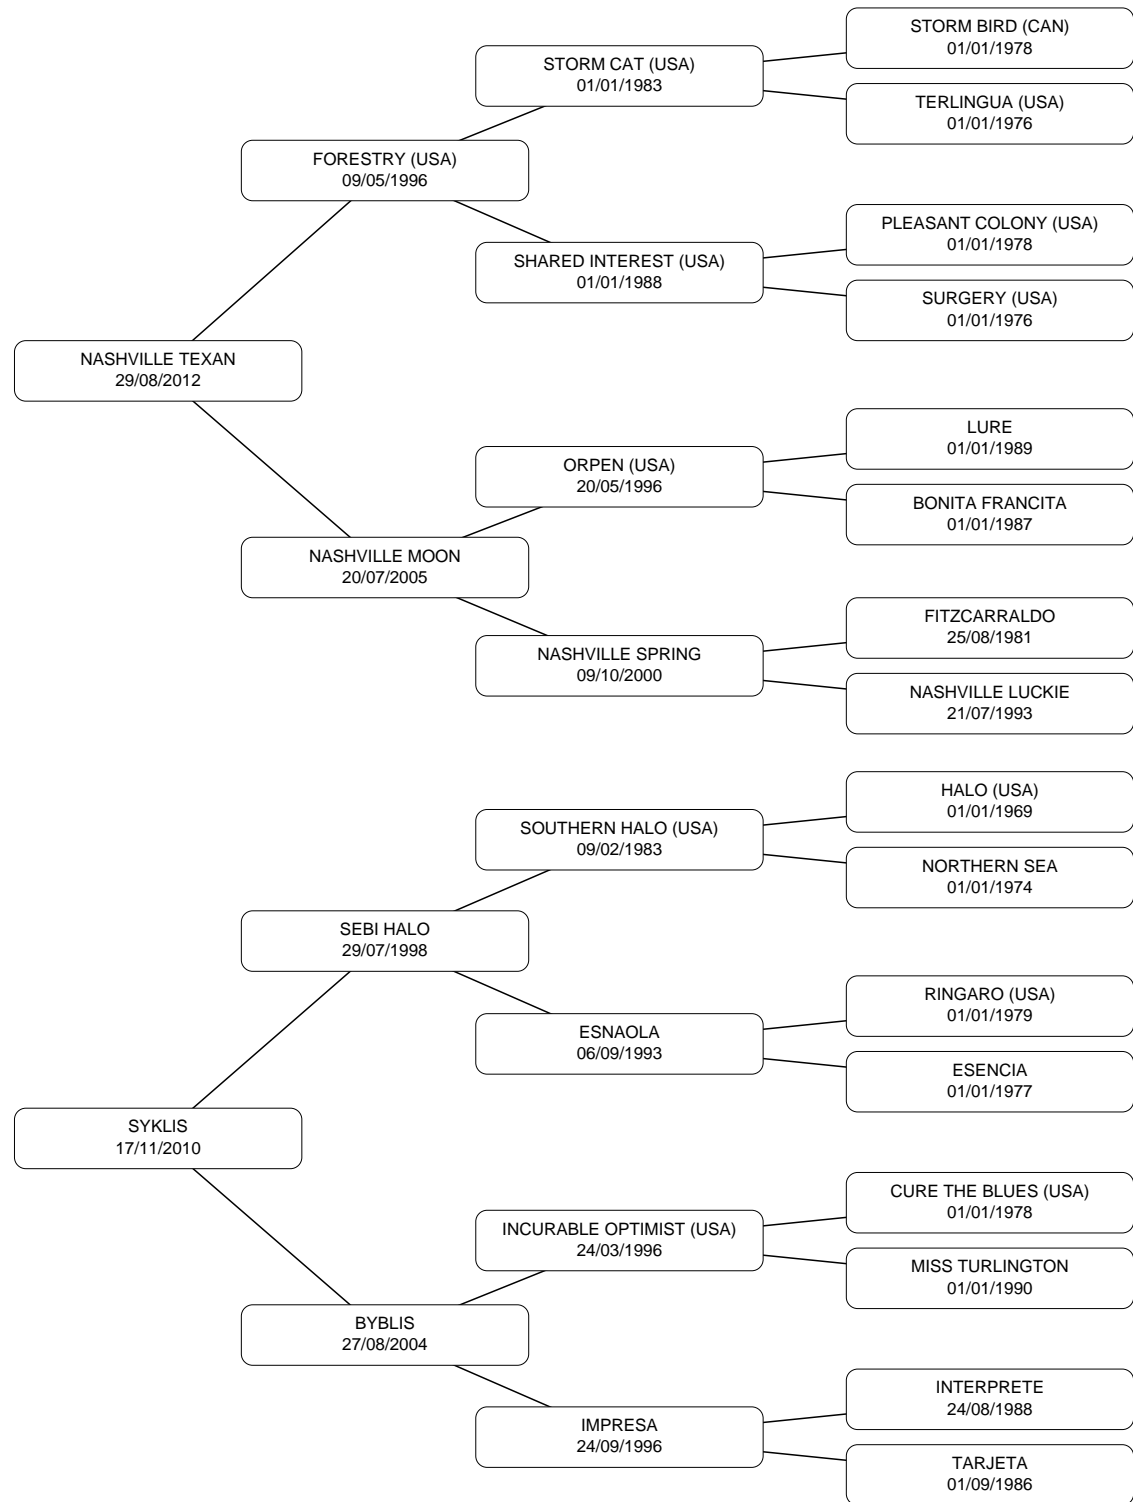 STORM BIRD (CAN)
01/01/1978
STORM CAT (USA)
01/01/1983
TERLINGUA (USA)
01/01/1976
FORESTRY (USA)
09/05/1996
PLEASANT COLONY (USA)
01/01/1978
SHARED INTEREST (USA)
01/01/1988
SURGERY (USA)
01/01/1976
NASHVILLE TEXAN
29/08/2012
LURE
01/01/1989
ORPEN (USA)
20/05/1996
BONITA FRANCITA
01/01/1987
NASHVILLE MOON
20/07/2005
FITZCARRALDO
25/08/1981
NASHVILLE SPRING
09/10/2000
NASHVILLE LUCKIE
21/07/1993
HALO (USA)
01/01/1969
SOUTHERN HALO (USA)
09/02/1983
NORTHERN SEA
01/01/1974
SEBI HALO
29/07/1998
RINGARO (USA)
01/01/1979
ESNAOLA
06/09/1993
ESENCIA
01/01/1977
SYKLIS
17/11/2010
CURE THE BLUES (USA)
01/01/1978
INCURABLE OPTIMIST (USA)
24/03/1996
MISS TURLINGTON
01/01/1990
BYBLIS
27/08/2004
INTERPRETE
24/08/1988
IMPRESA
24/09/1996
TARJETA
01/09/1986